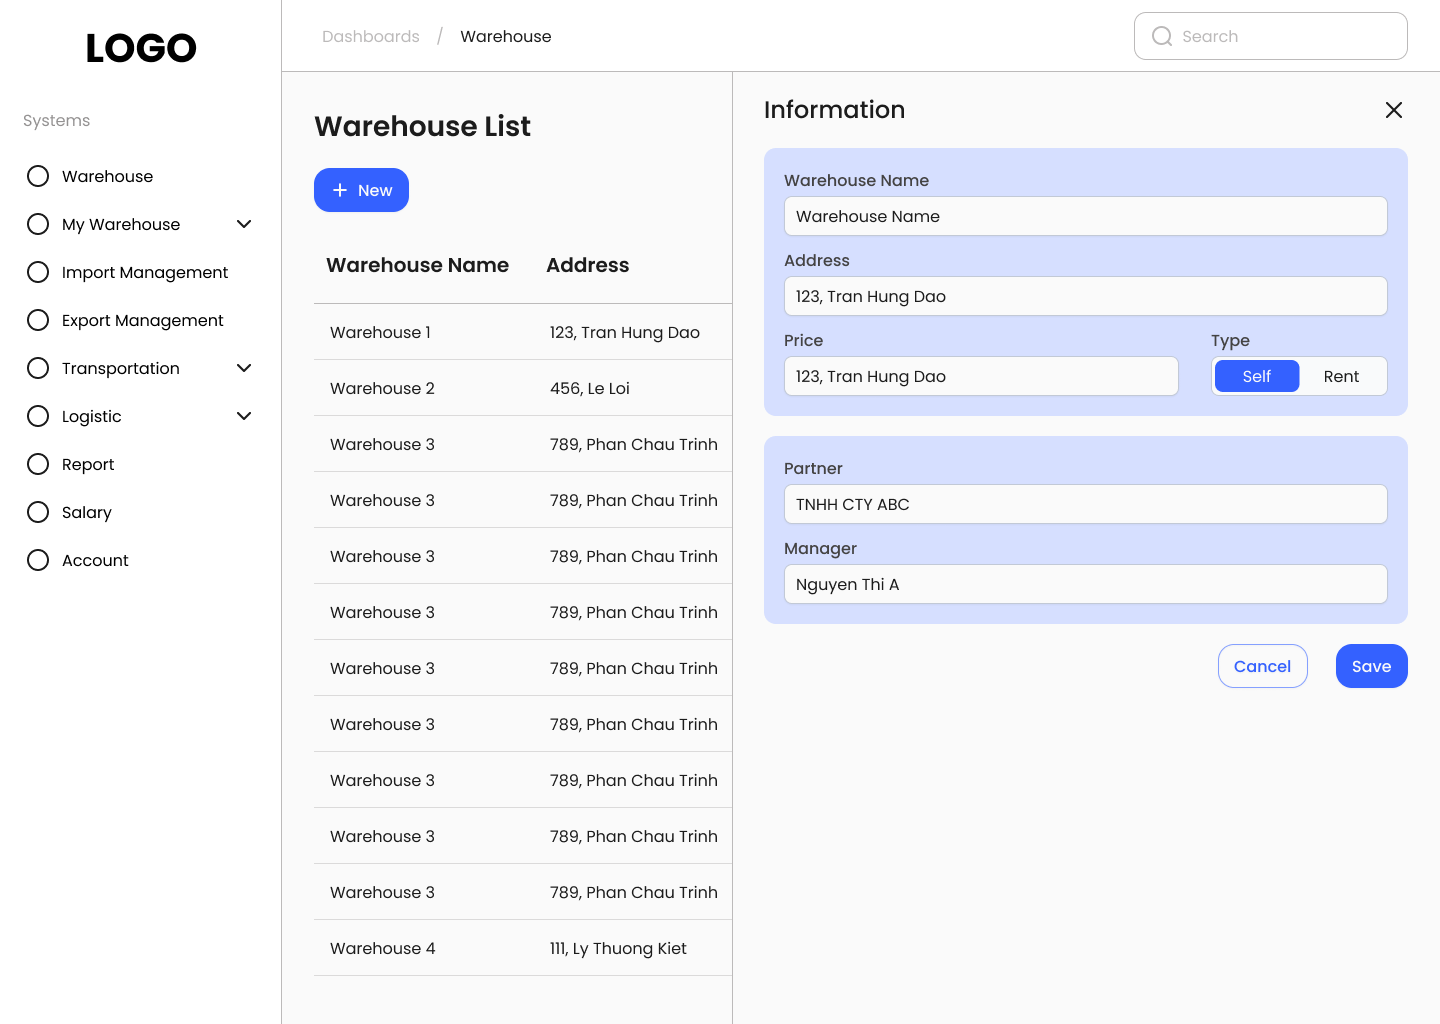 LOGO
Systems
Warehouse
My Warehouse
Import Management
Export Management
Transportation
Logistic
Report
Salary
Account
Dashboards / Warehouse
Search
Warehouse List
New
Warehouse Name Address
Warehouse 1 123, Tran Hung Dao
Warehouse 2 456, Le Loi
Warehouse 3 789, Phan Chau Trinh
Warehouse 3 789, Phan Chau Trinh
Warehouse 3 789, Phan Chau Trinh
Warehouse 3 789, Phan Chau Trinh
Warehouse 3 789, Phan Chau Trinh
Warehouse 3 789, Phan Chau Trinh
Warehouse 3 789, Phan Chau Trinh
Warehouse 3 789, Phan Chau Trinh
Warehouse 3 789, Phan Chau Trinh
Warehouse 4 111, Ly Thuong Kiet
Information
Warehouse Name
Warehouse Name
Address
123, Tran Hung Dao
Price Type
123, Tran Hung Dao Self Rent
Partner
TNHH CTY ABC
Manager
Nguyen Thi A
Cancel Save